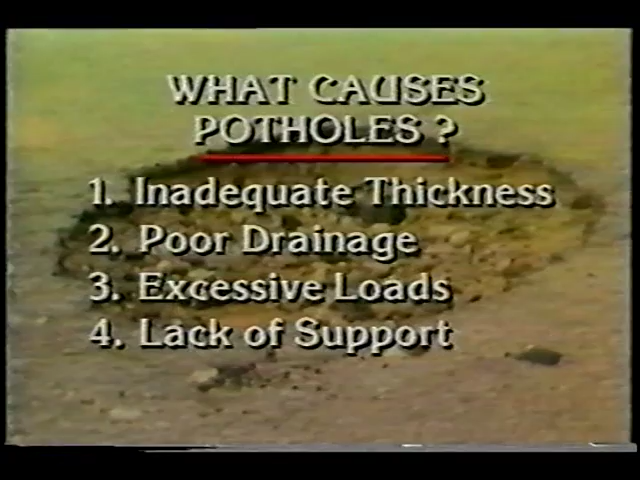 WHAT CAUSES
POTHOLES ?
1. Inadequate Thickness
2. Poor Drainage
3. Excessive Loads
4. Lack of Support